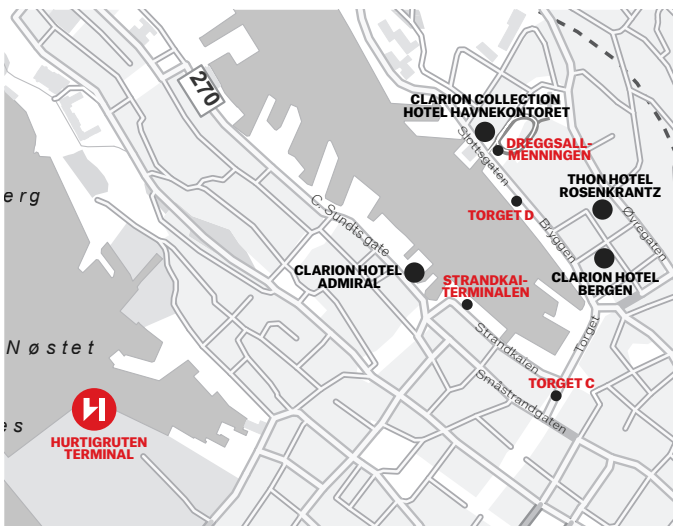 270
CLARION COLLECTION
HOTEL HAVNEKONTORET
DREGGSALL-
MENNINGEN
Slottsgaten
THON HOTEL
ROSENKRANTZ
erg
TORGET D
C. Sundts gate
Bryggen
Øvregaten
CLARION HOTEL
ADMIRAL
STRANDKAI-
TERMINALEN
CLARION HOTEL
BERGEN
Nøstet
Strandkaien
Torget
Småstrandgaten
TORGET C
es
HURTIGRUTEN
TERMINAL